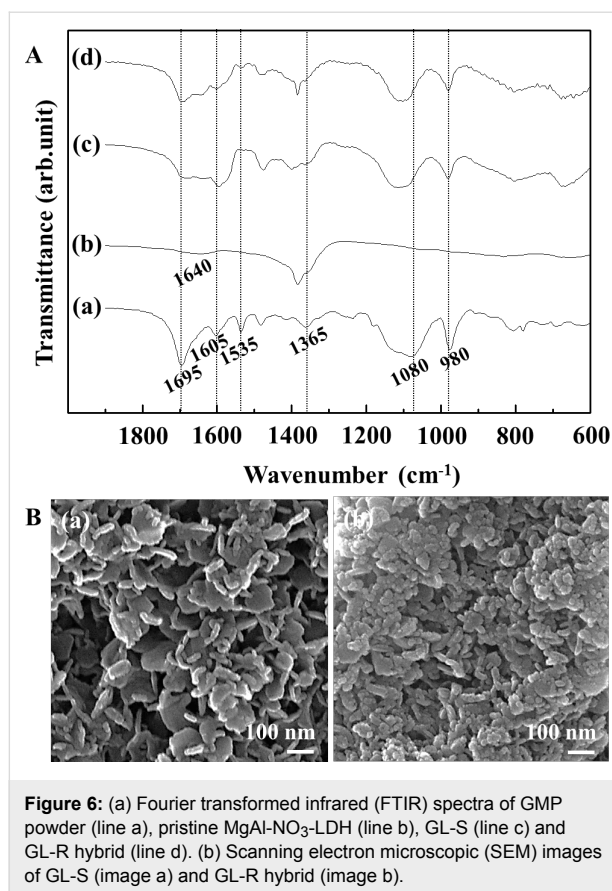 A
(d)
(c)
(b)
(a)
Transmittance (arb.unit)
1640
1695
1605
1535
1365
1080
980
1800 1600 1400 1200 1000 800 600
Wavenumber (cm-1)
B (a) (b)
100 nm 100 nm
Figure 6: (a) Fourier transformed infrared (FTIR) spectra of GMP
powder (line a), pristine MgAl-NO3-LDH (line b), GL-S (line c) and
GL-R hybrid (line d). (b) Scanning electron microscopic (SEM) images
of GL-S (image a) and GL-R hybrid (image b).